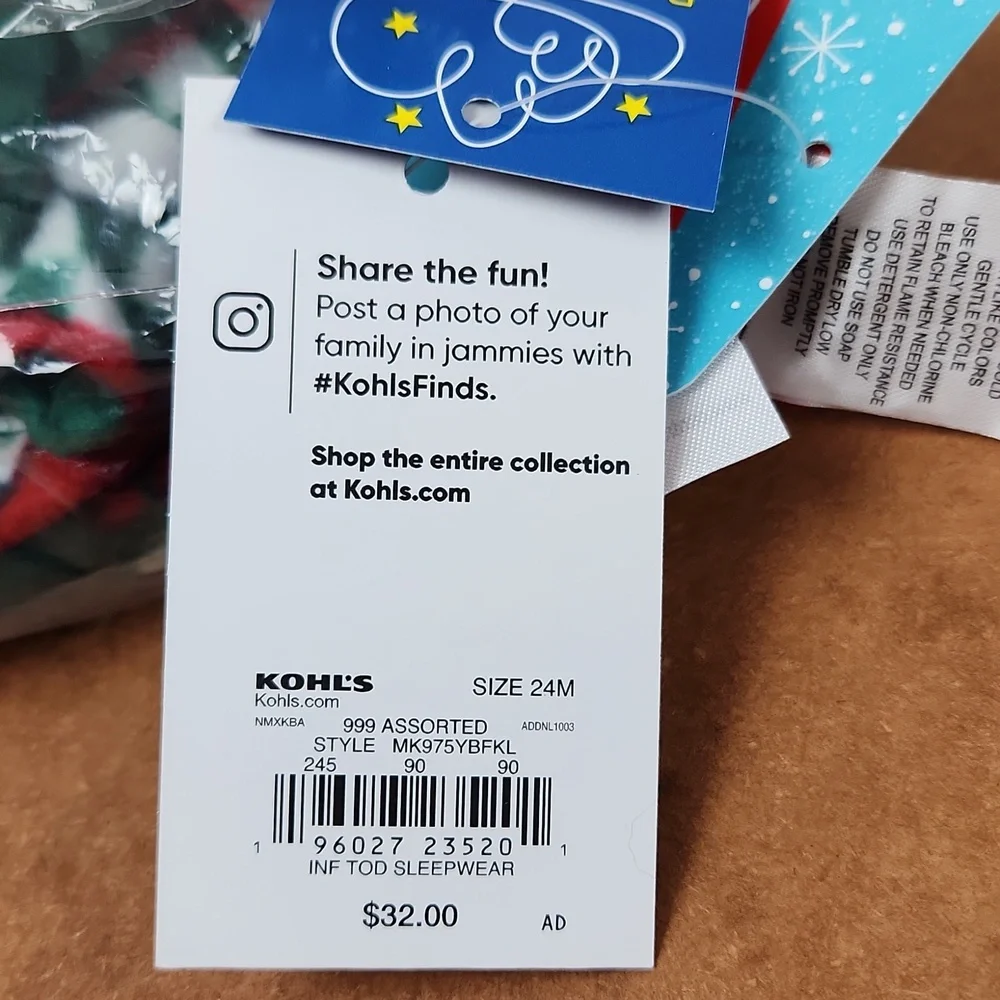 Share the fun!
Post a photo of your
family in jammies with
#KohlsFinds.
Shop the entire collection
at Kohls.com
KOHL'S
Kohls.com
SIZE 24M
NMXKBA 999 ASSORTED ADDNL1003
STYLE MK975YBFKL
245 90 90
1 96027 23520 1
INF TOD SLEEPWEAR
$32.00 AD
GENTLE CYCLE
USE ONLY NON-CHLORINE
BLEACH WHEN NEEDED
TO RETAIN FLAME RESISTANCE
USE DETERGENT ONLY
DO NOT USE SOAP
TUMBLE DRY LOW
PROMPTLY
NOT IRON